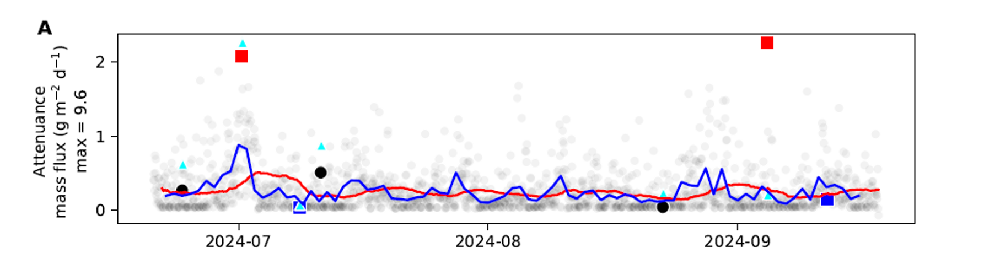 A
Attenuance
mass flux (g m⁻² d⁻¹)
max = 9.6
2
1
0
2024-07
2024-08
2024-09